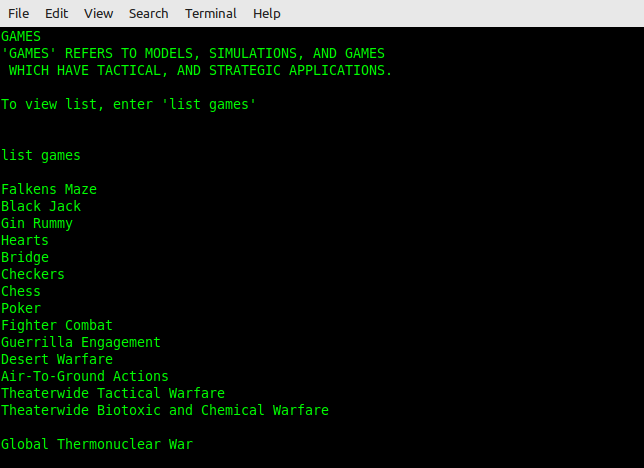 File Edit View Search Terminal Help
GAMES
'GAMES' REFERS TO MODELS, SIMULATIONS, AND GAMES
WHICH HAVE TACTICAL, AND STRATEGIC APPLICATIONS.
To view list, enter 'list games'
list games
Falkens Maze
Black Jack
Gin Rummy
Hearts
Bridge
Checkers
Chess
Poker
Fighter Combat
Guerrilla Engagement
Desert Warfare
Air-To-Ground Actions
Theaterwide Tactical Warfare
Theaterwide Biotoxic and Chemical Warfare
Global Thermonuclear War